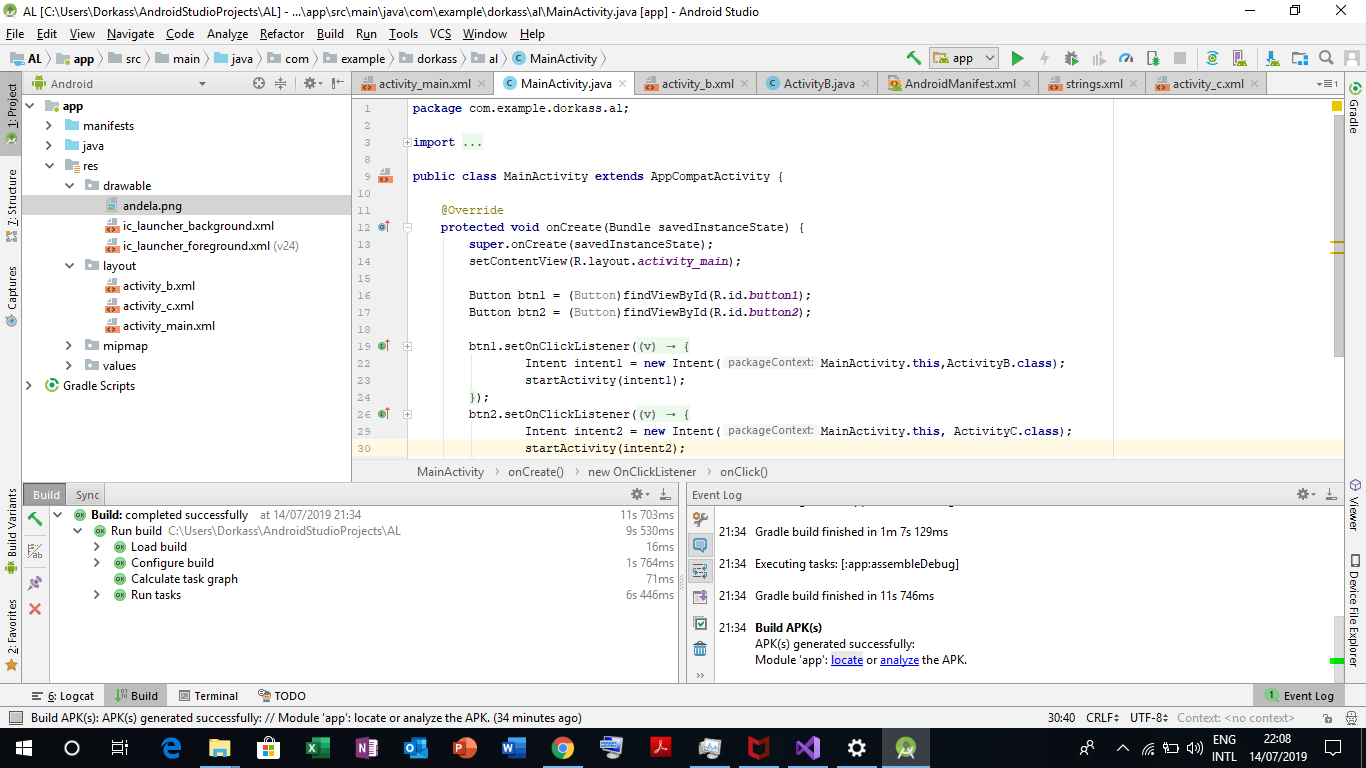 AL [C:\Users\Dorkass\AndroidStudioProjects\AL] - ...\app\src\main\java\com\example\dorkass\al\MainActivity.java [app] - Android Studio
File Edit View Navigate Code Analyze Refactor Build Run Tools VCS Window Help
AL app src main java com example dorkass al MainActivity app
1: Project
7: Structure
Captures
Build Variants
2: Favorites
Android
app
manifests
java
res
drawable
andela.png
ic_launcher_background.xml
ic_launcher_foreground.xml (v24)
layout
activity_b.xml
activity_c.xml
activity_main.xml
mipmap
values
Gradle Scripts
activity_main.xml MainActivity.java activity_b.xml ActivityB.java AndroidManifest.xml strings.xml activity_c.xml
1 package com.example.dorkass.al;
2
3 import ...
8
9 public class MainActivity extends AppCompatActivity {
10
11 @Override
12 protected void onCreate(Bundle savedInstanceState) {
13 super.onCreate(savedInstanceState);
14 setContentView(R.layout.activity_main);
15
16 Button btn1 = (Button)findViewById(R.id.button1);
17 Button btn2 = (Button)findViewById(R.id.button2);
18
19 btn1.setOnClickListener((v) → {
22 Intent intent1 = new Intent( packageContext: MainActivity.this,ActivityB.class);
23 startActivity(intent1);
24 });
26 btn2.setOnClickListener((v) → {
29 Intent intent2 = new Intent( packageContext: MainActivity.this, ActivityC.class);
30 startActivity(intent2);
MainActivity onCreate() new OnClickListener onClick()
Gradle
Viewer
Device File Explorer
Build Sync
Build: completed successfully at 14/07/2019 21:34 11s 703ms
Run build C:\Users\Dorkass\AndroidStudioProjects\AL 9s 530ms
Load build 16ms
Configure build 1s 764ms
Calculate task graph 71ms
Run tasks 6s 446ms
Event Log
21:34 Gradle build finished in 1m 7s 129ms
21:34 Executing tasks: [:app:assembleDebug]
21:34 Gradle build finished in 11s 746ms
21:34 Build APK(s)
APK(s) generated successfully:
Module 'app': locate or analyze the APK.
6: Logcat Build Terminal TODO 1 Event Log
Build APK(s): APK(s) generated successfully: // Module 'app': locate or analyze the APK. (34 minutes ago) 30:40 CRLF UTF-8 Context: <no context>
ENG 22:08
INTL 14/07/2019